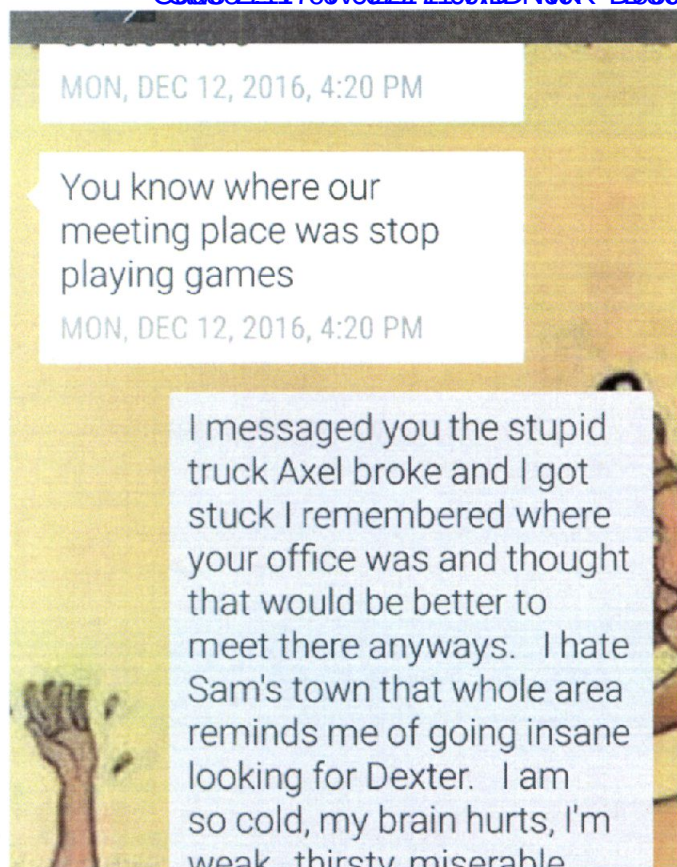 MON, DEC 12, 2016, 4:20 PM
You know where our
meeting place was stop
playing games
MON, DEC 12, 2016, 4:20 PM
I messaged you the stupid
truck Axel broke and I got
stuck I remembered where
your office was and thought
that would be better to
meet there anyways. I hate
Sam's town that whole area
reminds me of going insane
looking for Dexter. I am
so cold, my brain hurts, I'm
weak, thirsty, miserable